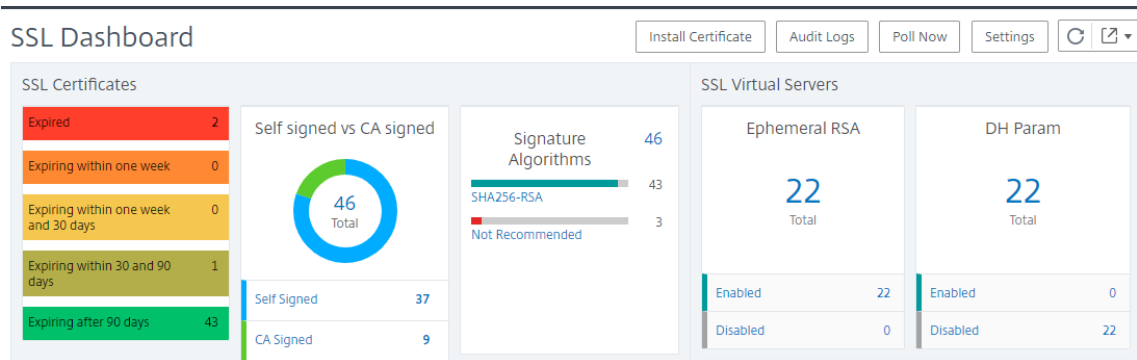 SSL Dashboard
Install Certificate
Audit Logs
Poll Now
Settings
SSL Certificates
Expired 2
Expiring within one week 0
Expiring within one week 0
and 30 days
Expiring within 30 and 90 1
days
Expiring after 90 days 43
Self signed vs CA signed
46
Total
Self Signed 37
CA Signed 9
Signature 46
Algorithms
43
SHA256-RSA
3
Not Recommended
SSL Virtual Servers
Ephemeral RSA
22
Total
Enabled 22
Disabled 0
DH Param
22
Total
Enabled 0
Disabled 22